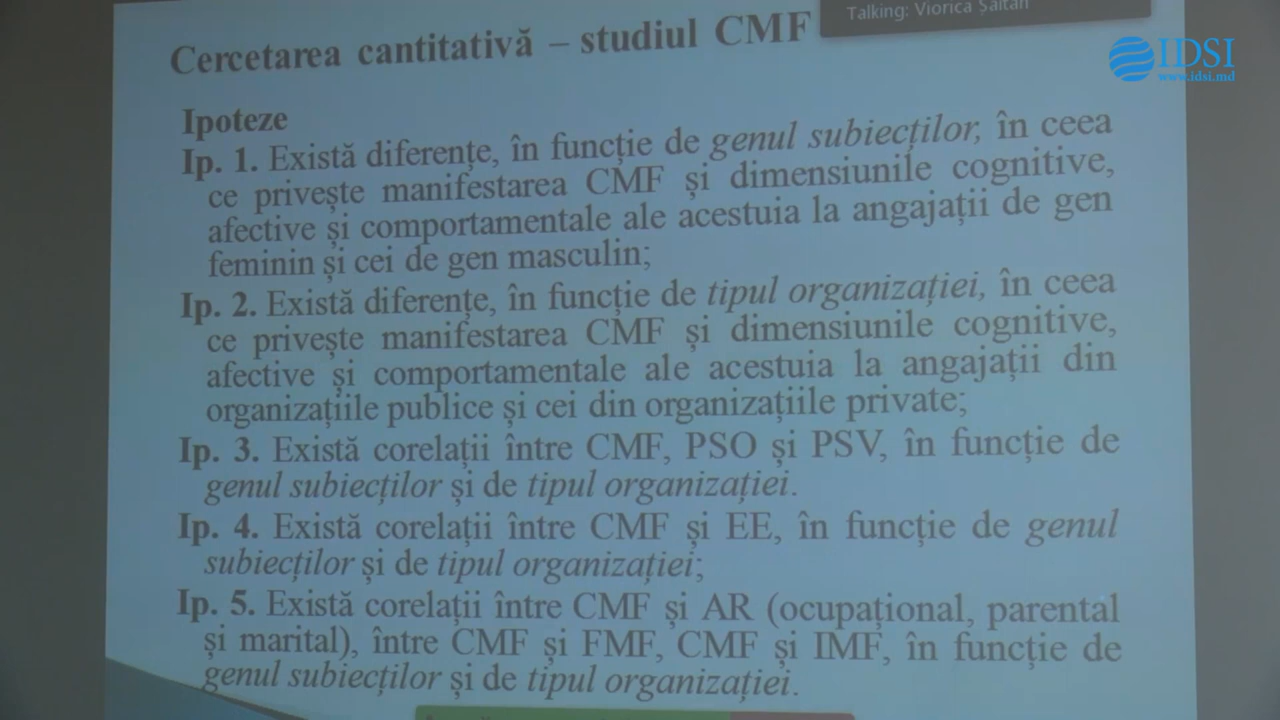 Talking: Viorica Șaltan
IDSI
www.idsi.md
Cercetarea cantitativă – studiul CMF
Ipoteze
Ip. 1. Există diferențe, în funcție de genul subiecților, în ceea
ce privește manifestarea CMF și dimensiunile cognitive,
afective și comportamentale ale acestuia la angajații de gen
feminin și cei de gen masculin;
Ip. 2. Există diferențe, în funcție de tipul organizației, în ceea
ce privește manifestarea CMF și dimensiunile cognitive,
afective și comportamentale ale acestuia la angajații din
organizațiile publice și cei din organizațiile private;
Ip. 3. Există corelații între CMF, PSO și PSV, în funcție de
genul subiecților și de tipul organizației.
Ip. 4. Există corelații între CMF și EE, în funcție de genul
subiecților și de tipul organizației;
Ip. 5. Există corelații între CMF și AR (ocupațional, parental
și marital), între CMF și FMF, CMF și IMF, în funcție de
genul subiecților și de tipul organizației.